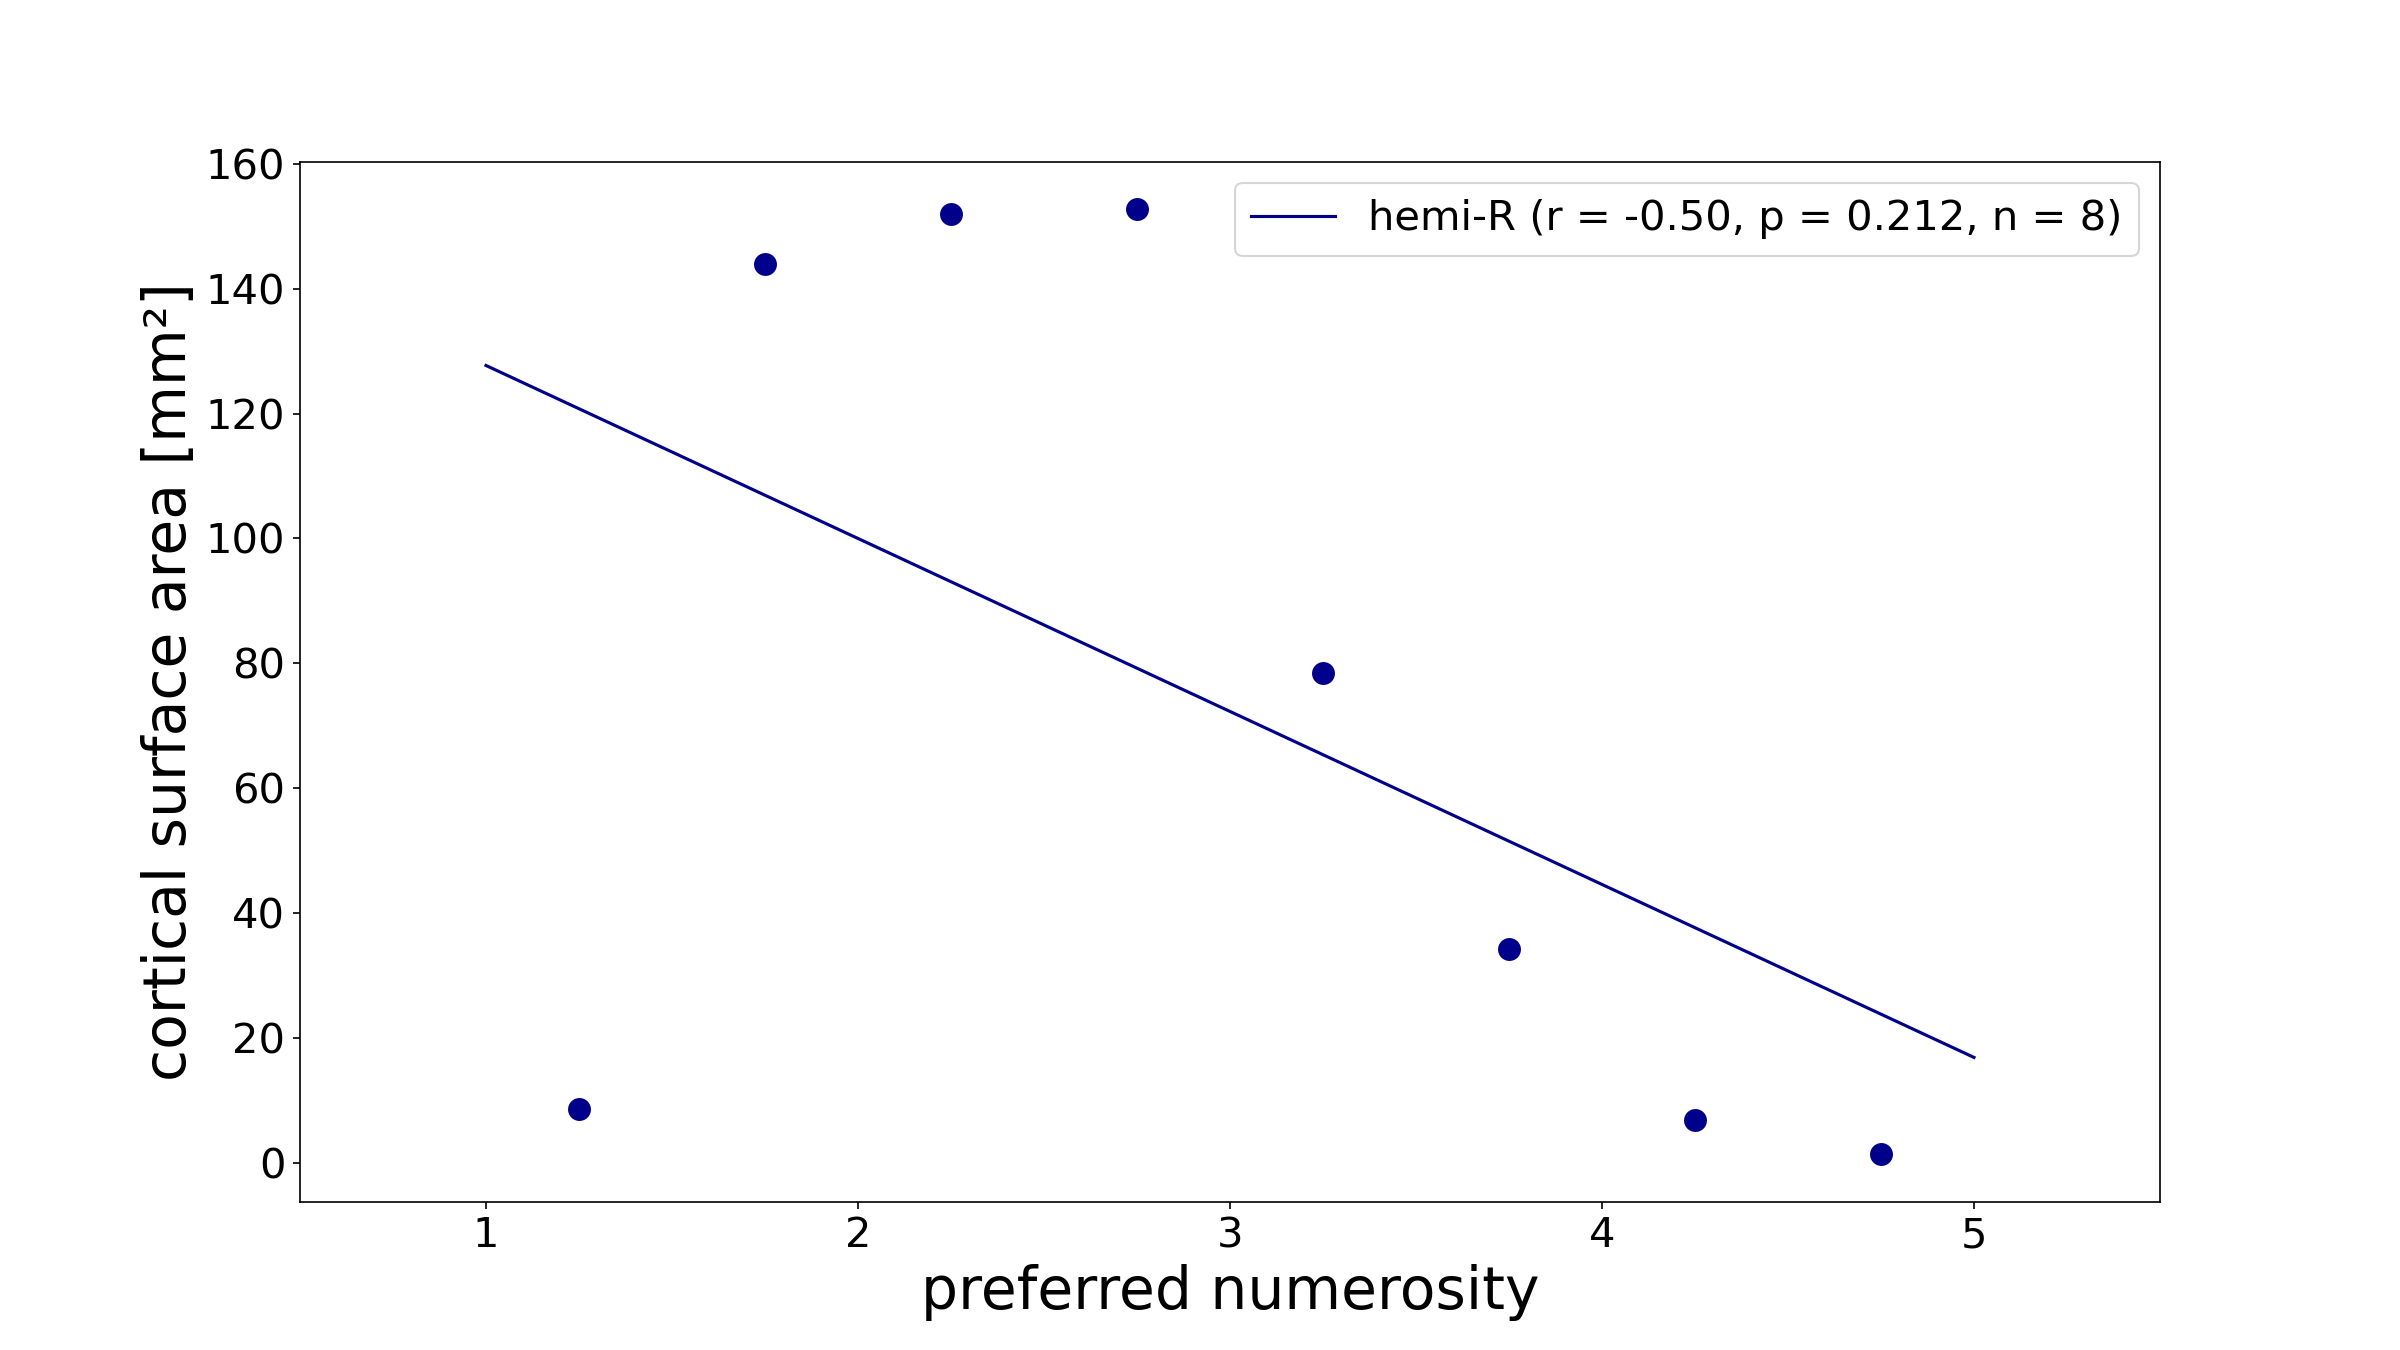 160
140
120
100
80
60
40
20
0
cortical surface area [mm²]
hemi-R (r = -0.50, p = 0.212, n = 8)
1 2 3 4 5
preferred numerosity